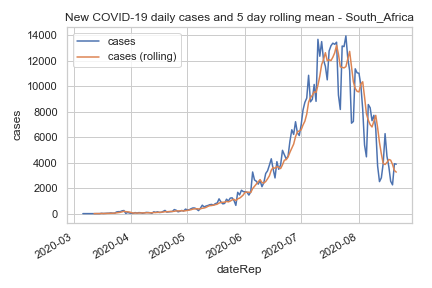 New COVID-19 daily cases and 5 day rolling mean - South_Africa
cases
cases (rolling)
14000
12000
10000
8000
6000
4000
2000
0
cases
2020-03
2020-04
2020-05
2020-06
2020-07
2020-08
dateRep